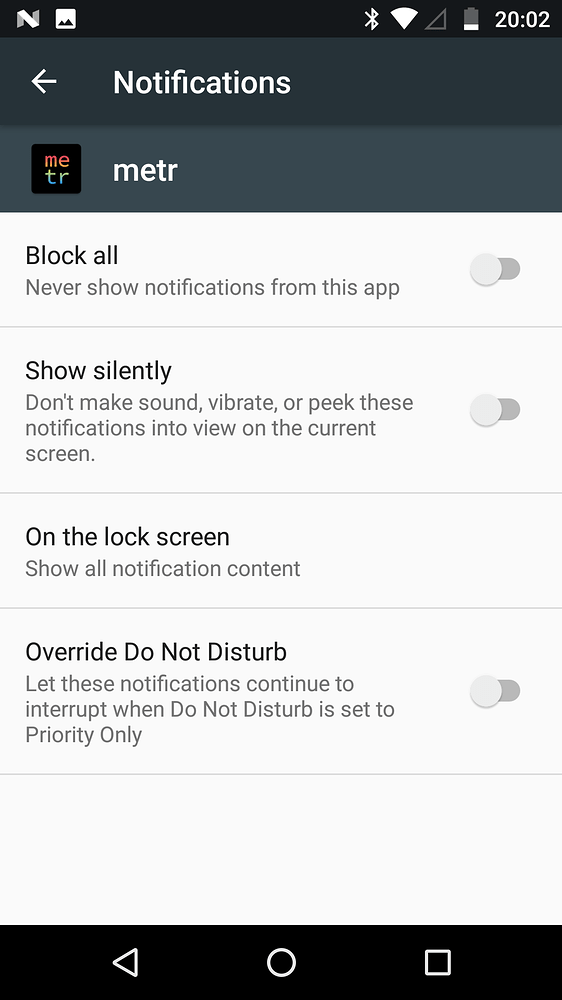 20:02
Notifications
me
tr
metr
Block all
Never show notifications from this app
Show silently
Don't make sound, vibrate, or peek these
notifications into view on the current
screen.
On the lock screen
Show all notification content
Override Do Not Disturb
Let these notifications continue to
interrupt when Do Not Disturb is set to
Priority Only